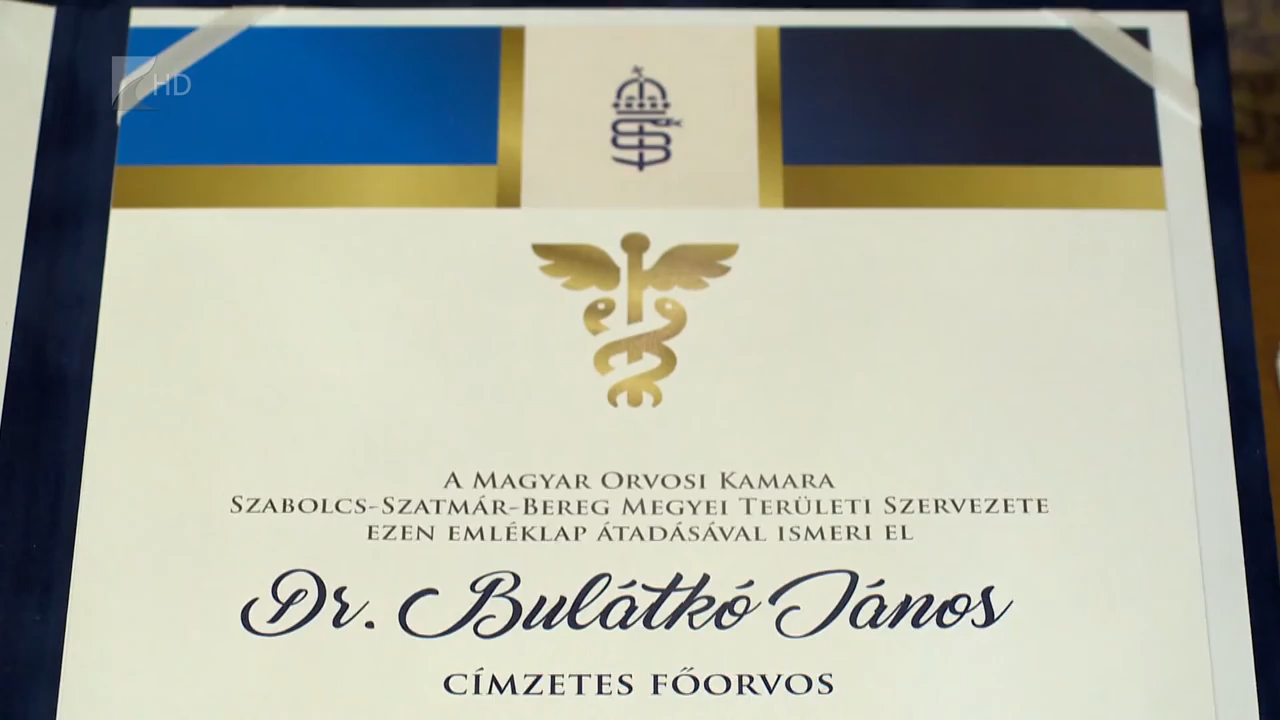 HD
A Magyar Orvosi Kamara
Szabolcs-Szatmár-Bereg Megyei Területi Szervezete
ezen emléklap átadásával ismeri el
Dr. Bulátkó János
címzetes főorvos